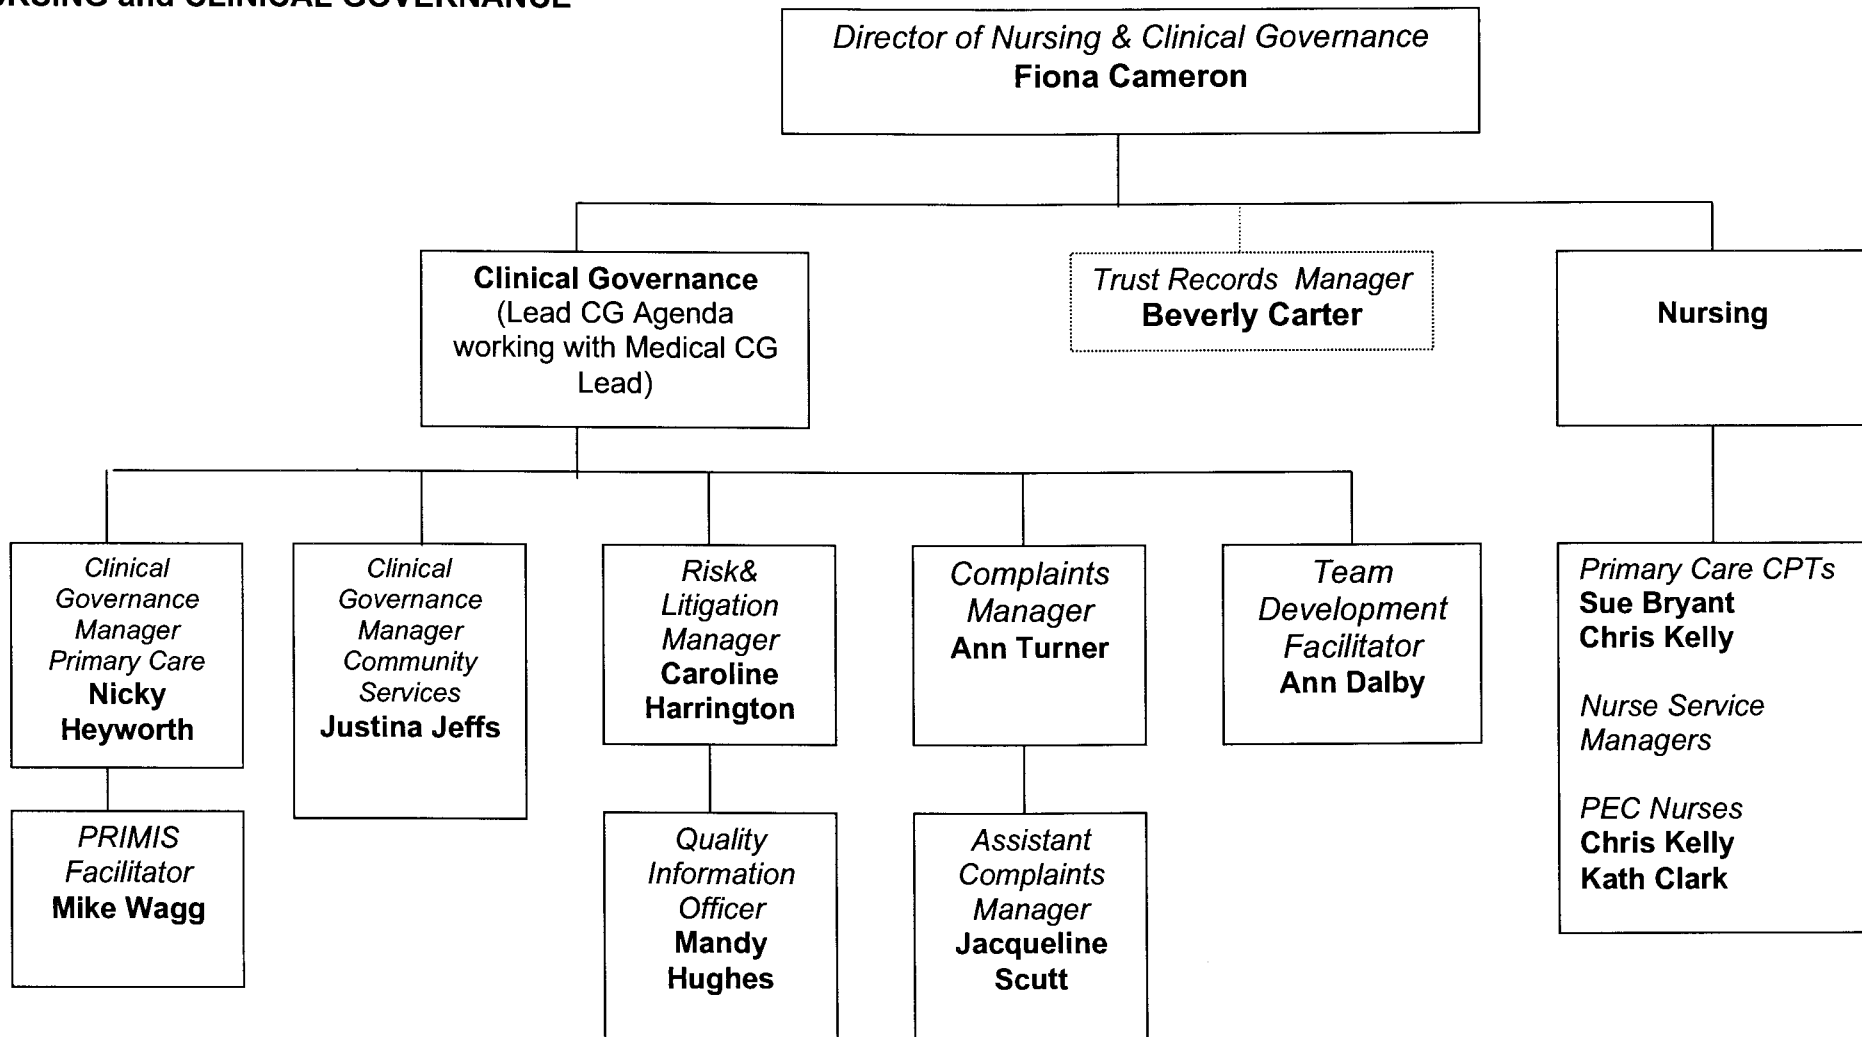 RSING and CLINICAL GOVERNANCE
Director of Nursing & Clinical Governance
Fiona Cameron
Clinical Governance
(Lead CG Agenda
working with Medical CG
Lead)
Trust Records Manager
Beverly Carter
Nursing
Clinical
Governance
Manager
Primary Care
Nicky
Heyworth
Clinical
Governance
Manager
Community
Services
Justina Jeffs
Risk&
Litigation
Manager
Caroline
Harrington
Complaints
Manager
Ann Turner
Team
Development
Facilitator
Ann Dalby
Primary Care CPTs
Sue Bryant
Chris Kelly
Nurse Service
Managers
PEC Nurses
Chris Kelly
Kath Clark
PRIMIS
Facilitator
Mike Wagg
Quality
Information
Officer
Mandy
Hughes
Assistant
Complaints
Manager
Jacqueline
Scutt